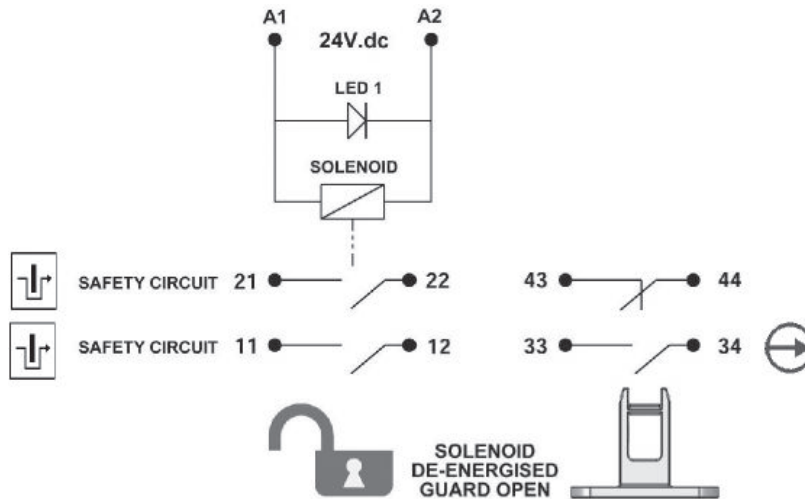 A1 A2
24V.dc
LED 1
SOLENOID
SAFETY CIRCUIT 21 22 43 44
SAFETY CIRCUIT 11 12 33 34
SOLENOID
DE-ENERGISED
GUARD OPEN